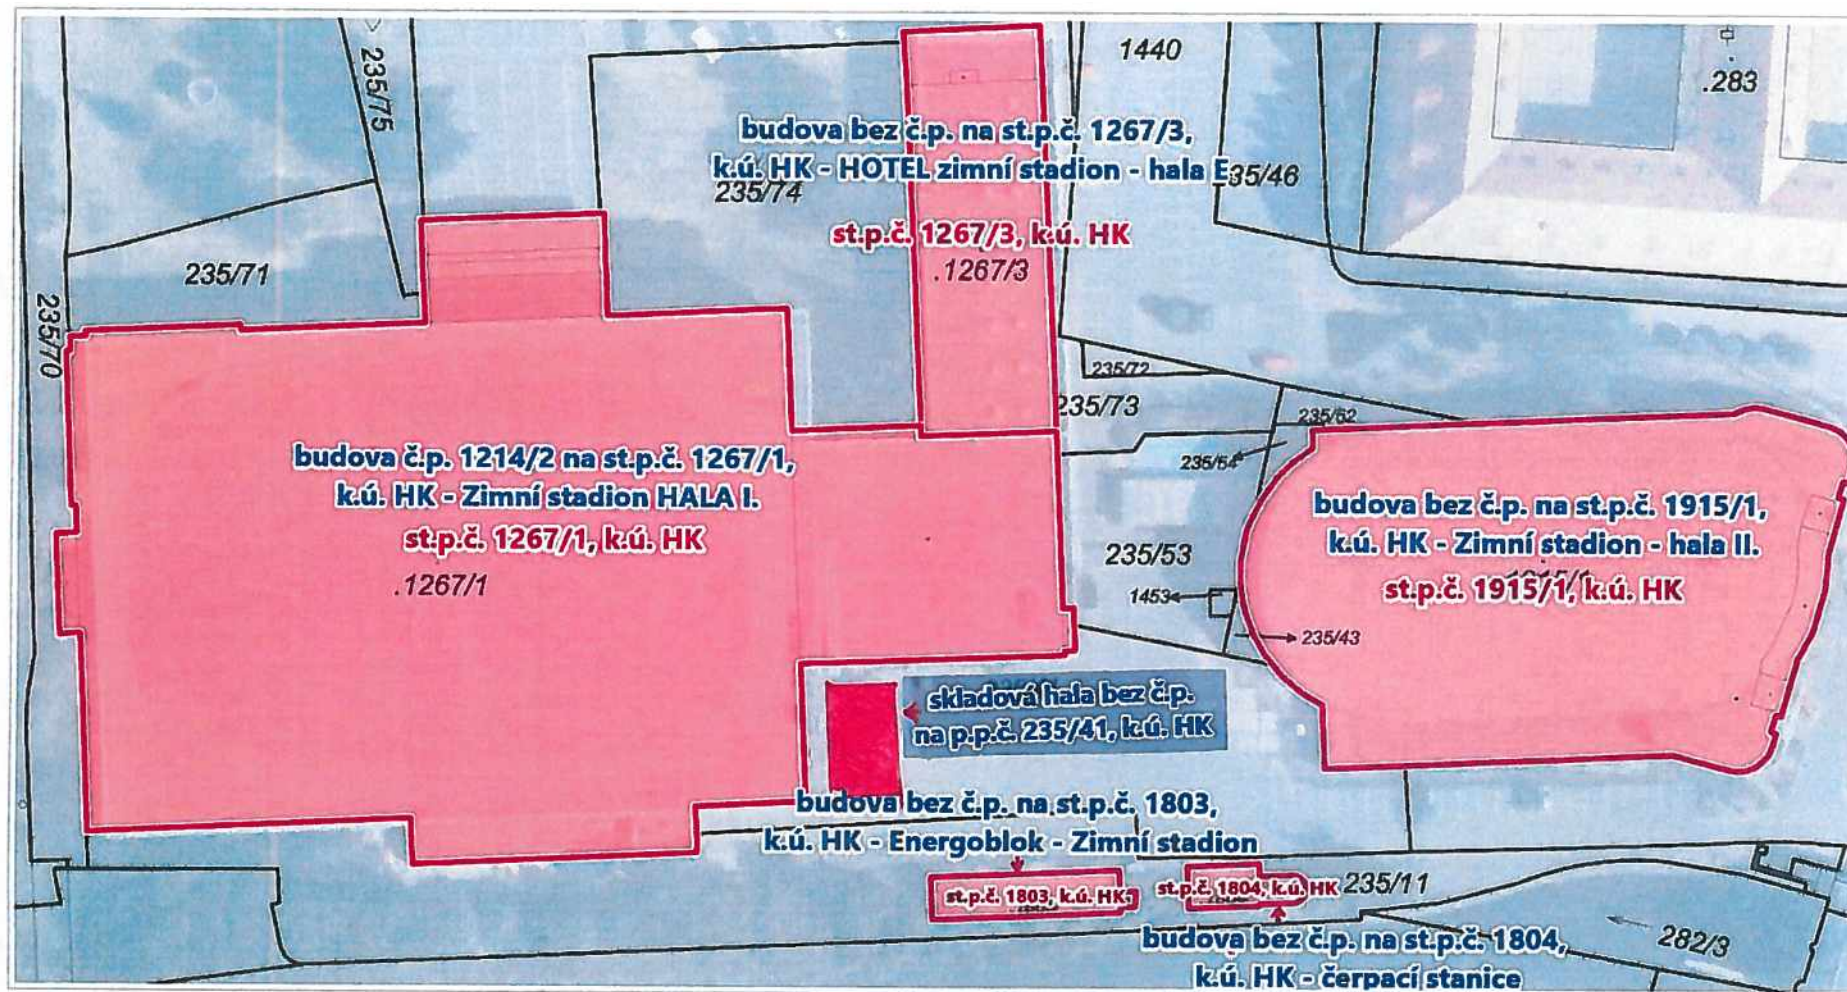 235/75
1440
.283
budova bez č.p. na st.p.č. 1267/3,
k.ú. HK - HOTEL zimní stadion - hala E
235/74
35/46
st.p.č. 1267/3, k.ú. HK
.1267/3
235/71
235/70
235/72
235/73
235/62
235/64
budova č.p. 1214/2 na st.p.č. 1267/1,
k.ú. HK - Zimní stadion HALA I.
st.p.č. 1267/1, k.ú. HK
.1267/1
budova bez č.p. na st.p.č. 1915/1,
k.ú. HK - Zimní stadion - hala II.
st.p.č. 1915/1, k.ú. HK
235/53
1453
235/43
skladová hala bez č.p.
na p.p.č. 235/41, k.ú. HK
budova bez č.p. na st.p.č. 1803,
k.ú. HK - Energoblok - Zimní stadion
st.p.č. 1803, k.ú. HK
st.p.č. 1804, k.ú. HK
235/11
budova bez č.p. na st.p.č. 1804,
k.ú. HK - čerpací stanice
282/3